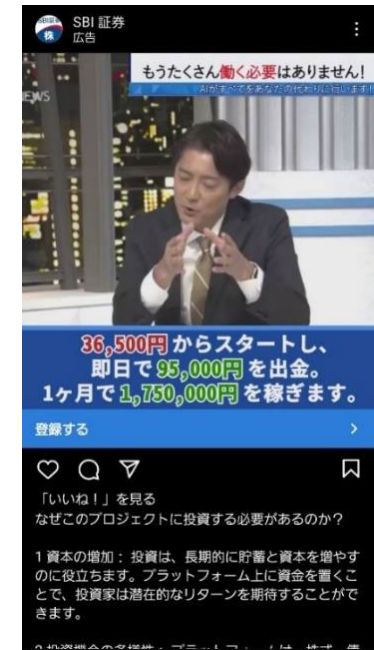 SBI 証券
広告
株
もうたくさん働く必要はありません!
AIがすべてをあなたの代わりに行います!
EWS
36,500円からスタートし、
即日で95,000円を出金。
1ヶ月で1,750,000円を稼ぎます。
登録する
「いいね!」を見る
なぜこのプロジェクトに投資する必要があるのか?
1 資本の増加: 投資は、長期的に貯蓄と資本を増やす
のに役立ちます。プラットフォーム上に資金を置くこ
とで、投資家は潜在的なリターンを期待することがで
きます。